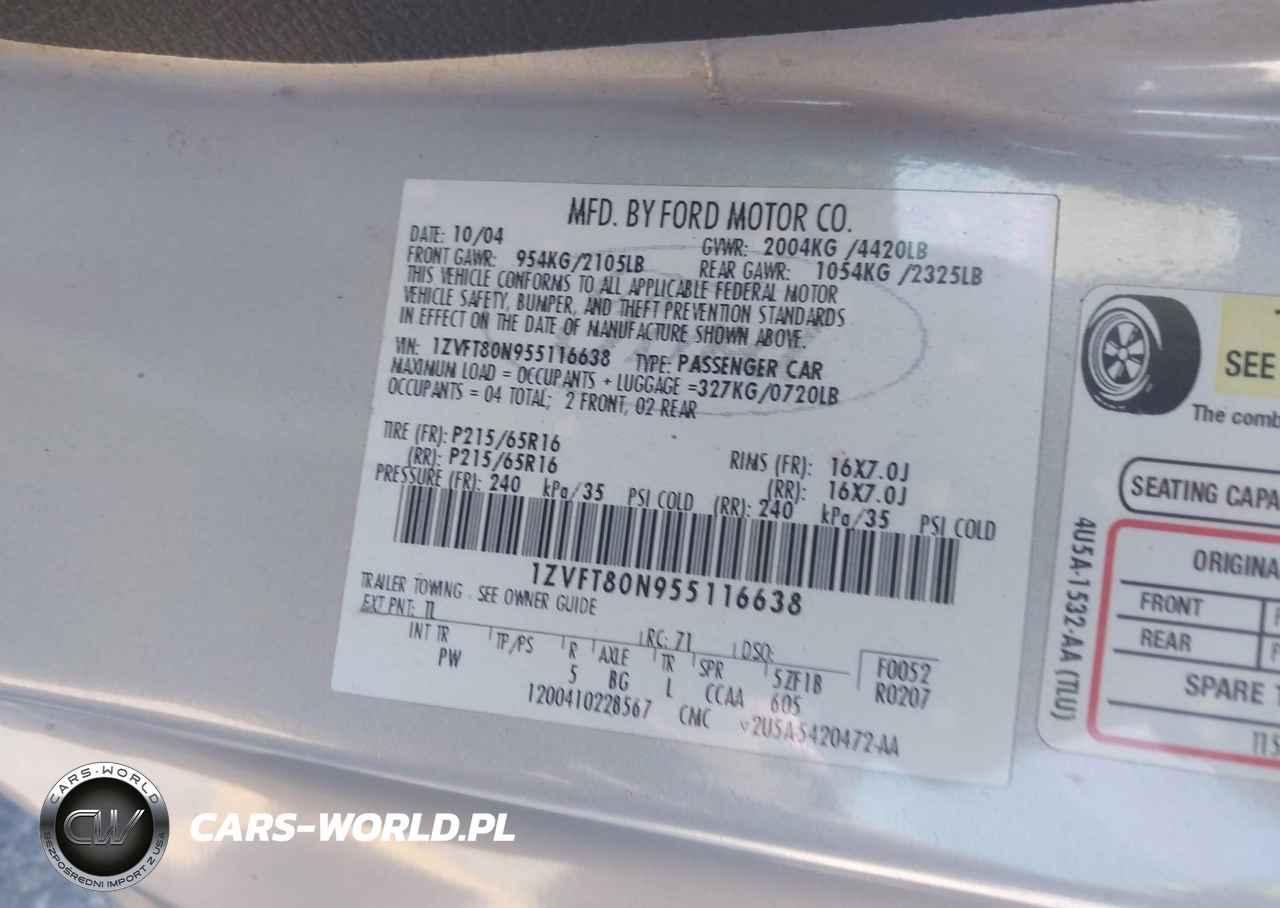 MFD. BY FORD MOTOR CO.
DATE: 10/04 GVWR: 2004KG /4420LB
FRONT GAWR: 954KG/2105LB REAR GAWR: 1054KG /2325LB
THIS VEHICLE CONFORMS TO ALL APPLICABLE FEDERAL MOTOR
VEHICLE SAFETY, BUMPER, AND THEFT PREVENTION STANDARDS
IN EFFECT ON THE DATE OF MANUFACTURE SHOWN ABOVE.
VIN: 1ZVFT80N955116638 TYPE: PASSENGER CAR
MAXIMUM LOAD = OCCUPANTS + LUGGAGE =327KG/0720LB
OCCUPANTS = 04 TOTAL; 2 FRONT, 02 REAR
TIRE (FR): P215/65R16 RIMS (FR): 16X7.0J
(RR): P215/65R16 (RR): 16X7.0J
PRESSURE (FR): 240 kPa/35 PSI COLD (RR): 240 kPa/35 PSI COLD
1ZVFT80N955116638
TRAILER TOWING - SEE OWNER GUIDE
EXT PNT: TL RC: 71 DSO: F0052
INT TR TP/PS R AXLE TR SPR 5ZF1B R0207
PW 5 BG L CCAA 605
1200410228567 CMC v2U5A-5420472-AA
SEE
The comb
SEATING CAPA
ORIGINA
FRONT
REAR
SPARE T
4U5A-1532-AA (TLU)
CARS-WORLD
CW
BEZPOŚREDNI IMPORT Z USA
CARS-WORLD.PL